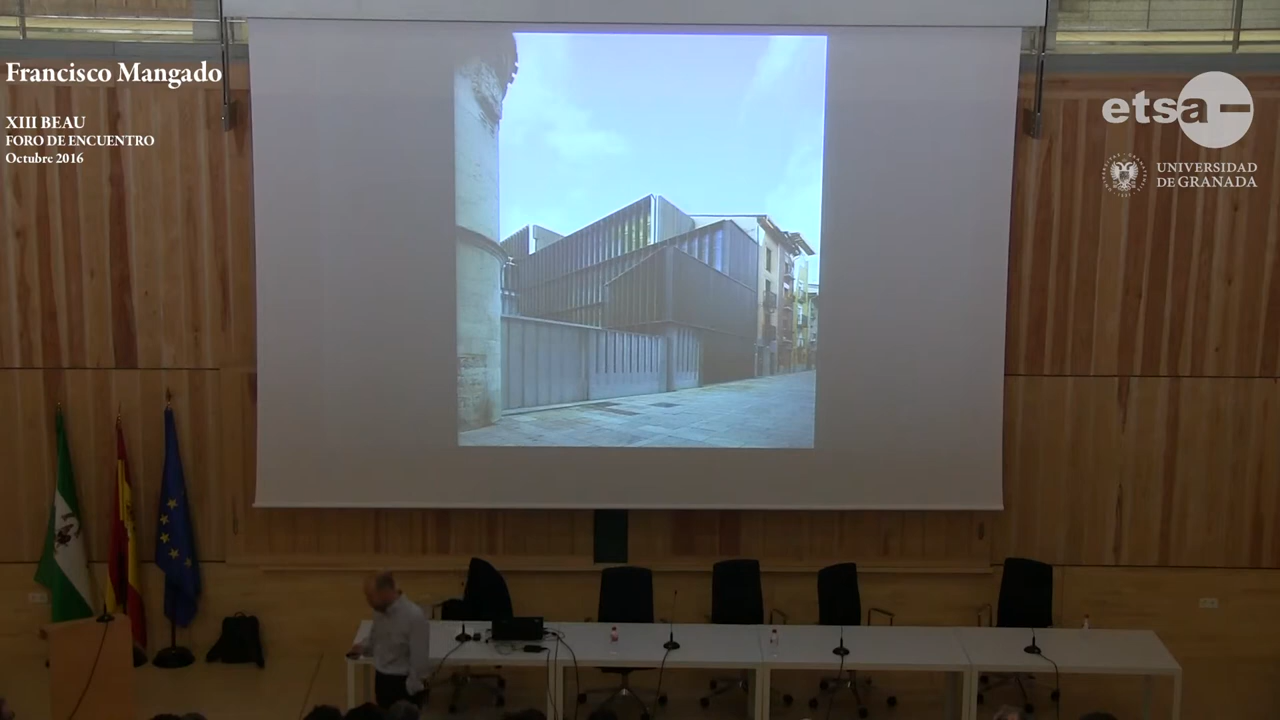 Francisco Mangado
XIII BEAU
FORO DE ENCUENTRO
Octubre 2016
etsa
UNIVERSIDAD
DE GRANADA